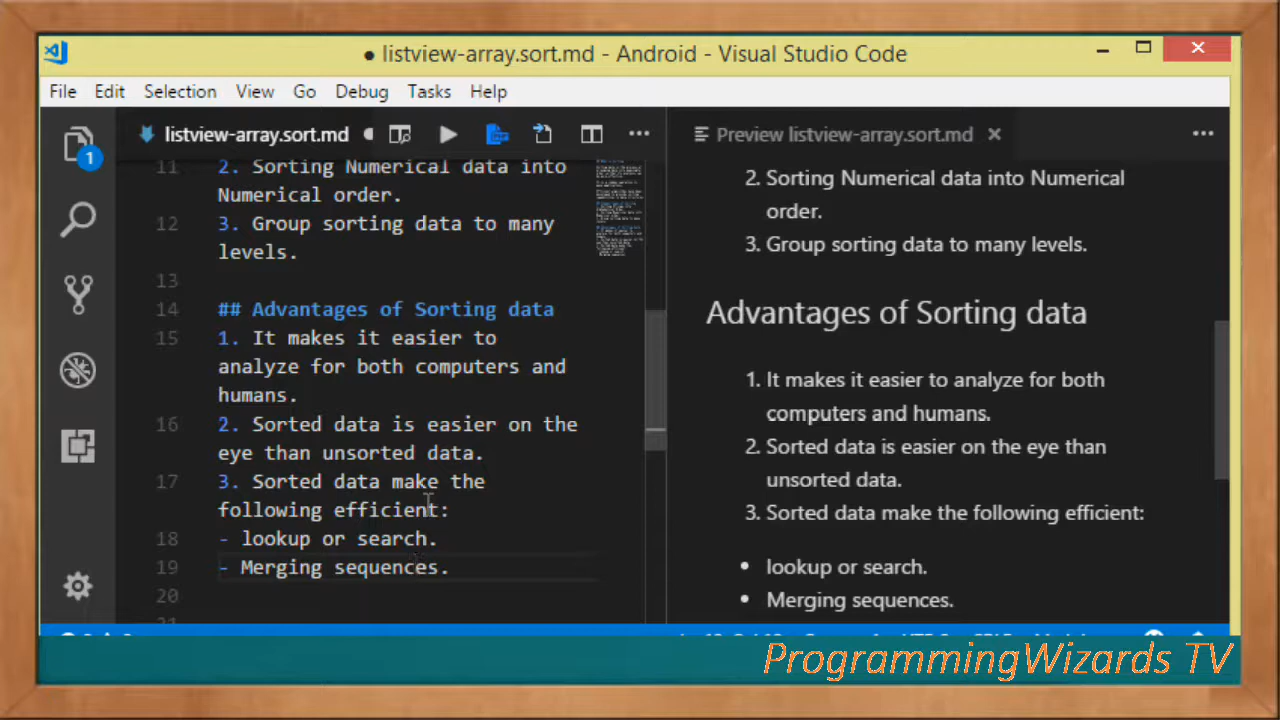 ● listview-array.sort.md - Android - Visual Studio Code
File Edit Selection View Go Debug Tasks Help
1
listview-array.sort.md
Preview listview-array.sort.md
11 2. Sorting Numerical data into
Numerical order.
12 3. Group sorting data to many
levels.
13
14 ## Advantages of Sorting data
15 1. It makes it easier to
analyze for both computers and
humans.
16 2. Sorted data is easier on the
eye than unsorted data.
17 3. Sorted data make the
following efficient:
18 - lookup or search.
19 - Merging sequences.
20
2. Sorting Numerical data into Numerical
order.
3. Group sorting data to many levels.
Advantages of Sorting data
1. It makes it easier to analyze for both
computers and humans.
2. Sorted data is easier on the eye than
unsorted data.
3. Sorted data make the following efficient:
• lookup or search.
• Merging sequences.
ProgrammingWizards TV